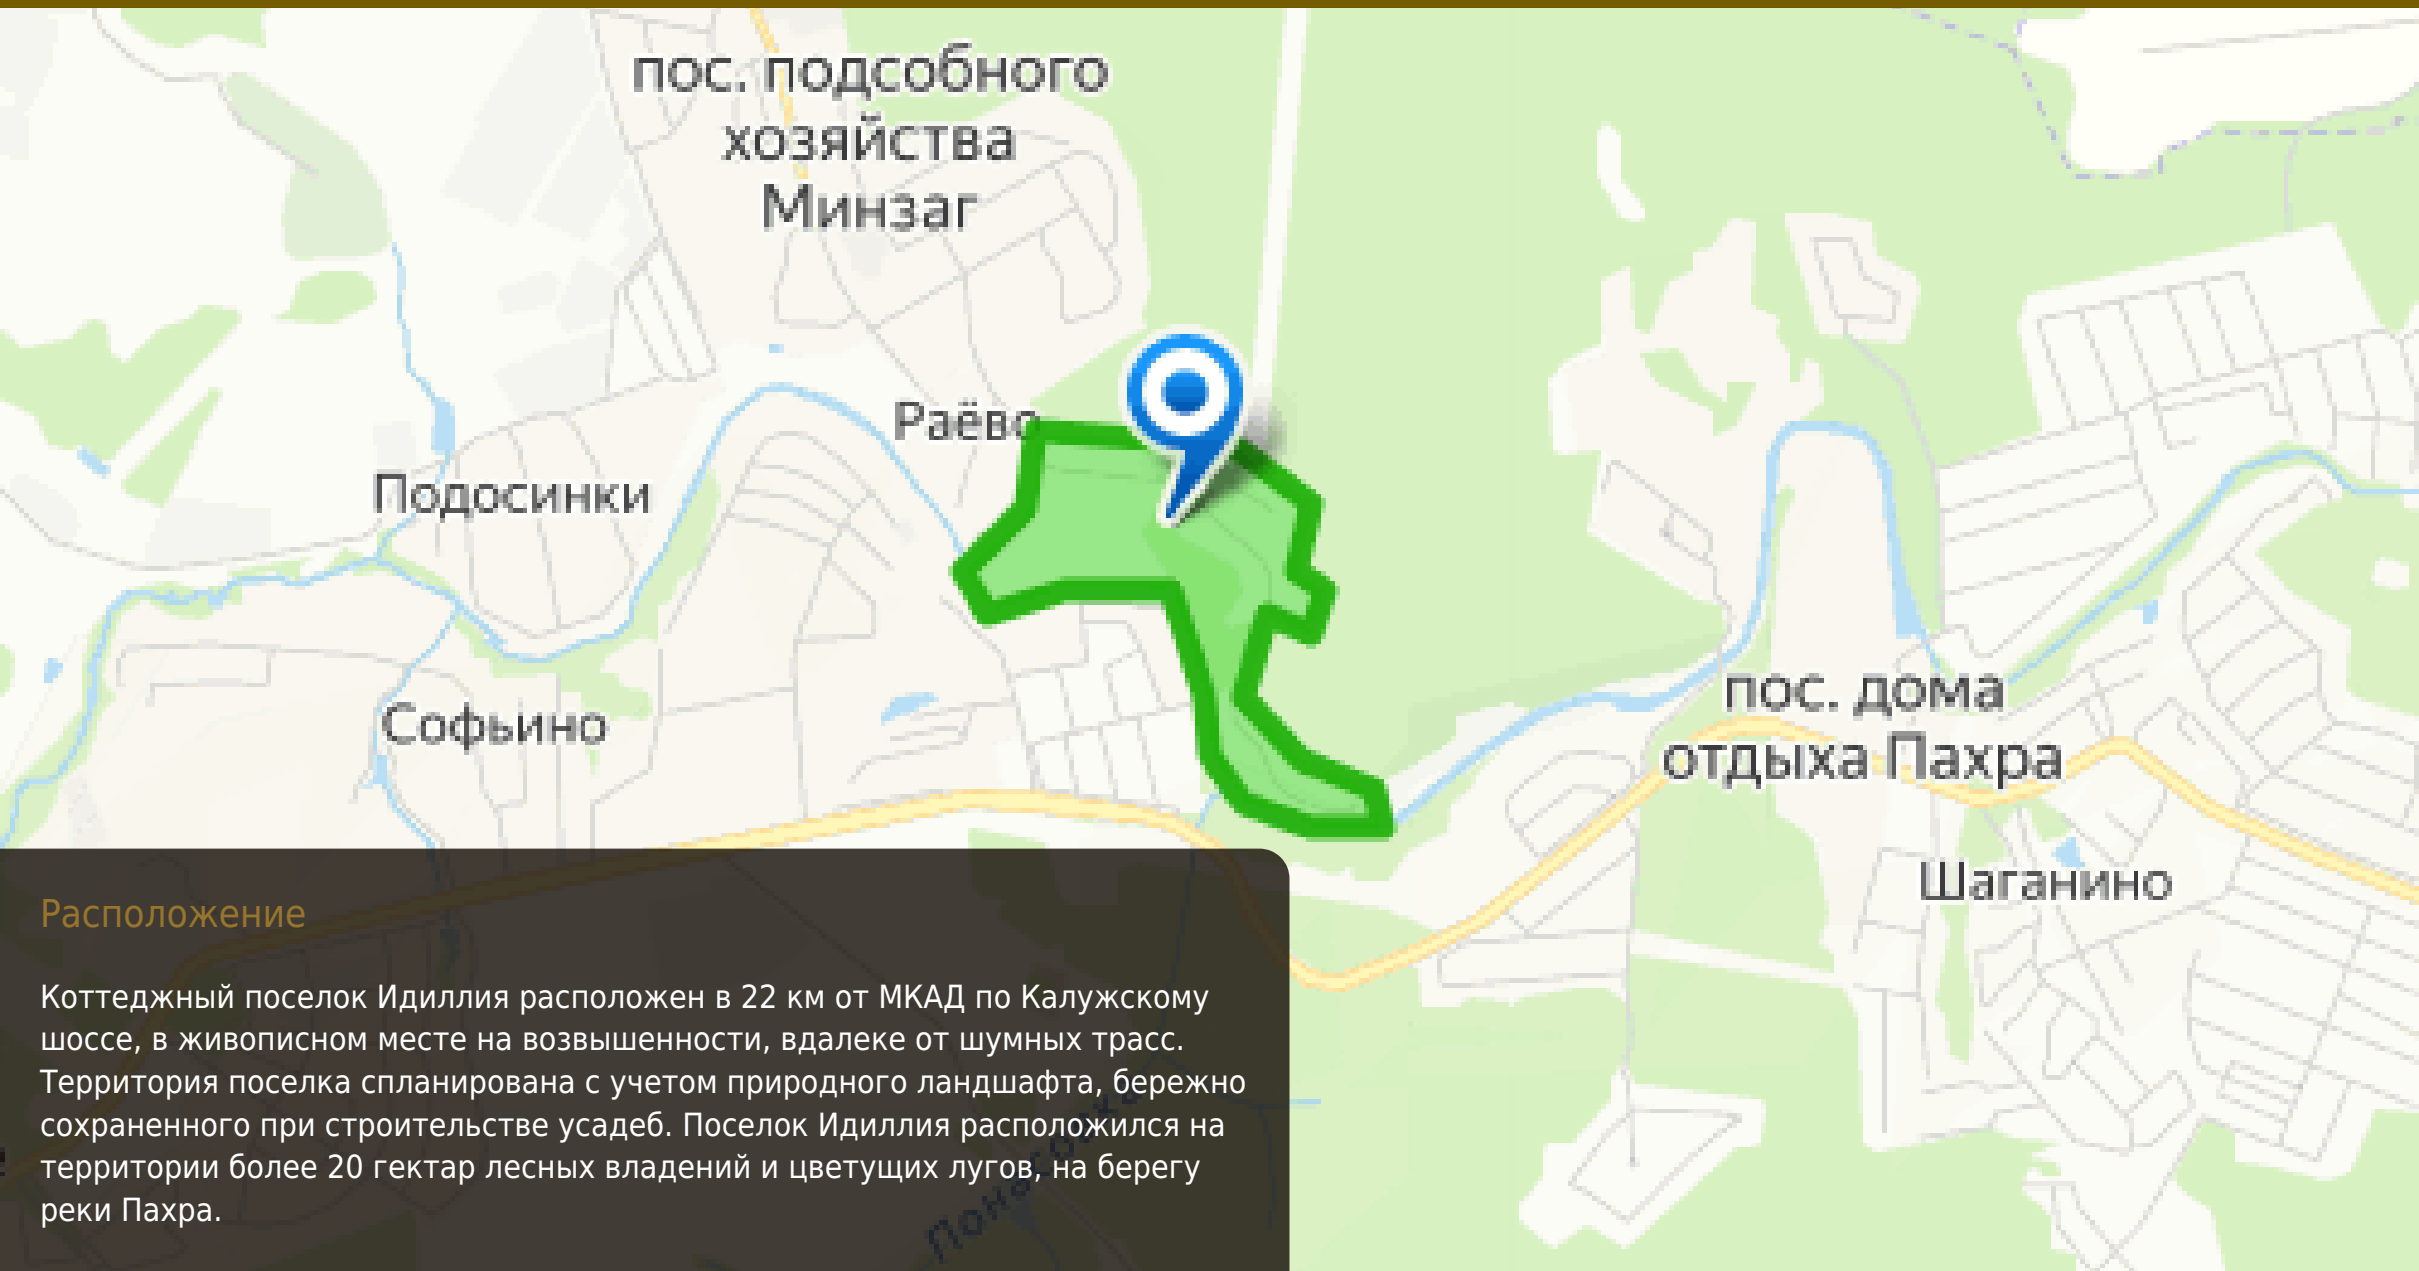 пос. подсобного
хозяйства
Минзаг
Раёво
Подосинки
Софьино
пос. дома
отдыха Пахра
Шаганино
Расположение
Коттеджный поселок Идиллия расположен в 22 км от МКАД по Калужскому
шоссе, в живописном месте на возвышенности, вдалеке от шумных трасс.
Территория поселка спланирована с учетом природного ландшафта, бережно
сохраненного при строительстве усадеб. Поселок Идиллия расположился на
территории более 20 гектар лесных владений и цветущих лугов, на берегу
реки Пахра.